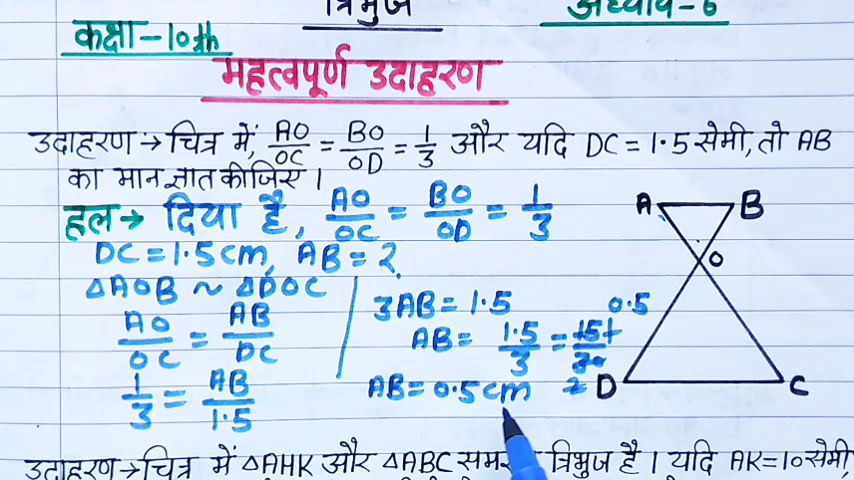 त्रिभुज अध्याय-6
कक्षा-10th
महत्वपूर्ण उदाहरण
उदाहरण→ चित्र में, AO/OC = BO/OD = 1/3 और यदि DC = 1.5 सेमी, तो AB
का मान ज्ञात कीजिए ।
हल→ दिया है, AO/OC = BO/OD = 1/3
DC = 1.5 cm, AB = ?
△AOB ~ △DOC
AO/OC = AB/DC
1/3 = AB/1.5
3AB = 1.5
0.5
AB = 1.5/3 =
AB = 0.5 cm
A B
O
D C
उदाहरण→ चित्र में △AHK और △ABC त्रिभुज है । यदि AK = 10 सेमी,